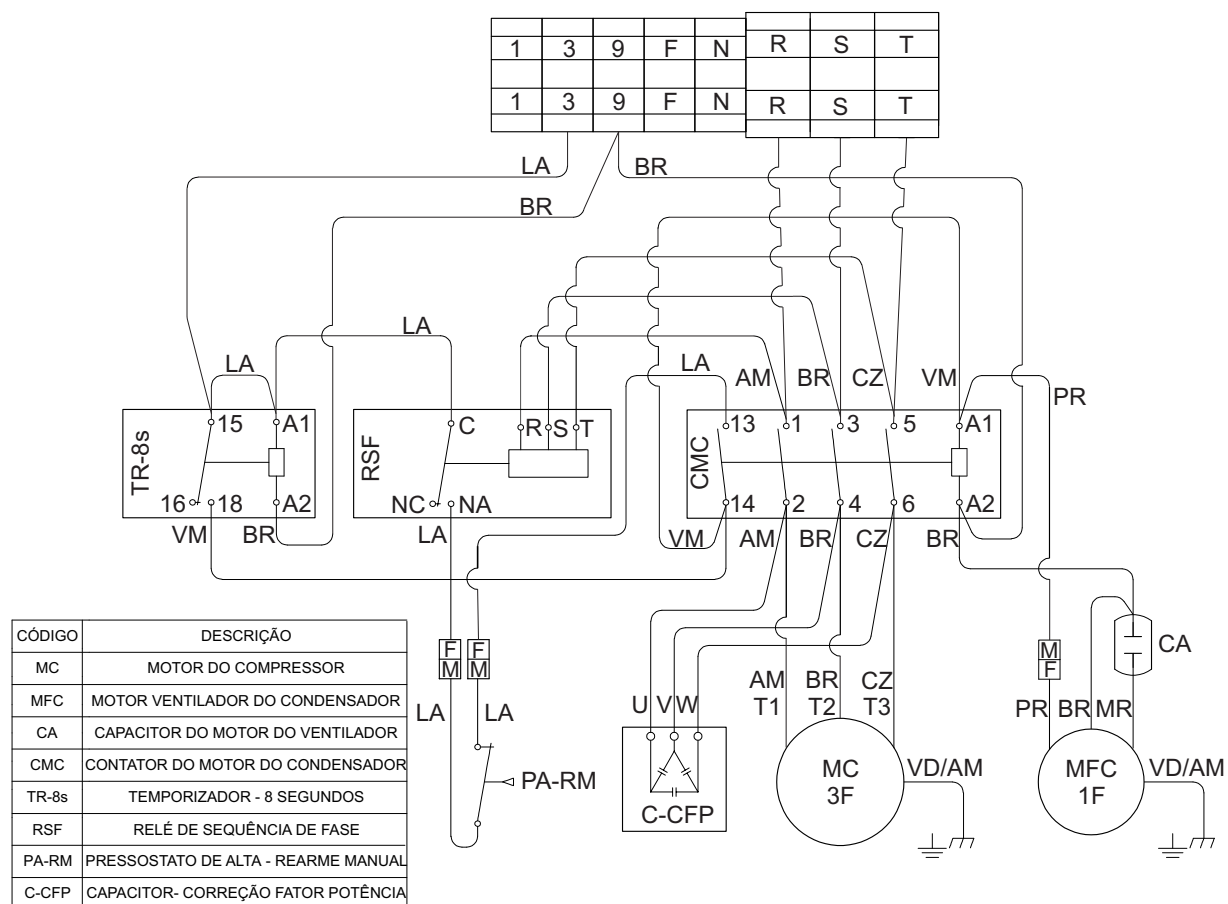 1 3 9 F N R S T
1 3 9 F N R S T
LA BR
BR
LA
LA LA AM BR CZ VM PR
15 A1 C R S T 13 1 3 5 A1
TR-8s RSF CMC
16 18 A2 NC NA 14 2 4 6 A2
VM BR LA VM AM BR CZ BR
F F M
M M F
CA
LA LA
PA-RM
U V W
C-CFP
AM BR CZ
T1 T2 T3
MC
3F
VD/AM
PR BR MR
MFC
1F
VD/AM
CÓDIGO DESCRIÇÃO
MC MOTOR DO COMPRESSOR
MFC MOTOR VENTILADOR DO CONDENSADOR
CA CAPACITOR DO MOTOR DO VENTILADOR
CMC CONTATOR DO MOTOR DO CONDENSADOR
TR-8s TEMPORIZADOR - 8 SEGUNDOS
RSF RELÉ DE SEQUÊNCIA DE FASE
PA-RM PRESSOSTATO DE ALTA - REARME MANUAL
C-CFP CAPACITOR- CORREÇÃO FATOR POTÊNCIA